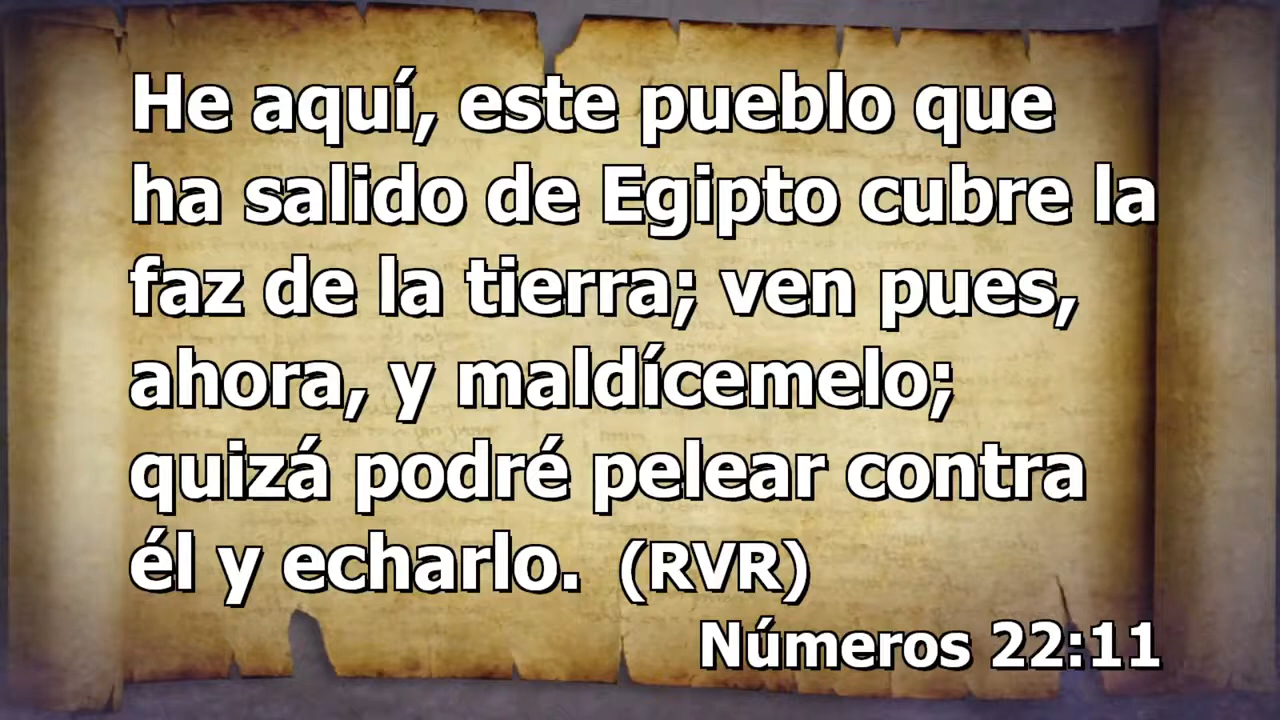 He aquí, este pueblo que
ha salido de Egipto cubre la
faz de la tierra; ven pues,
ahora, y maldícemelo;
quizá podré pelear contra
él y echarlo. (RVR)
Números 22:11